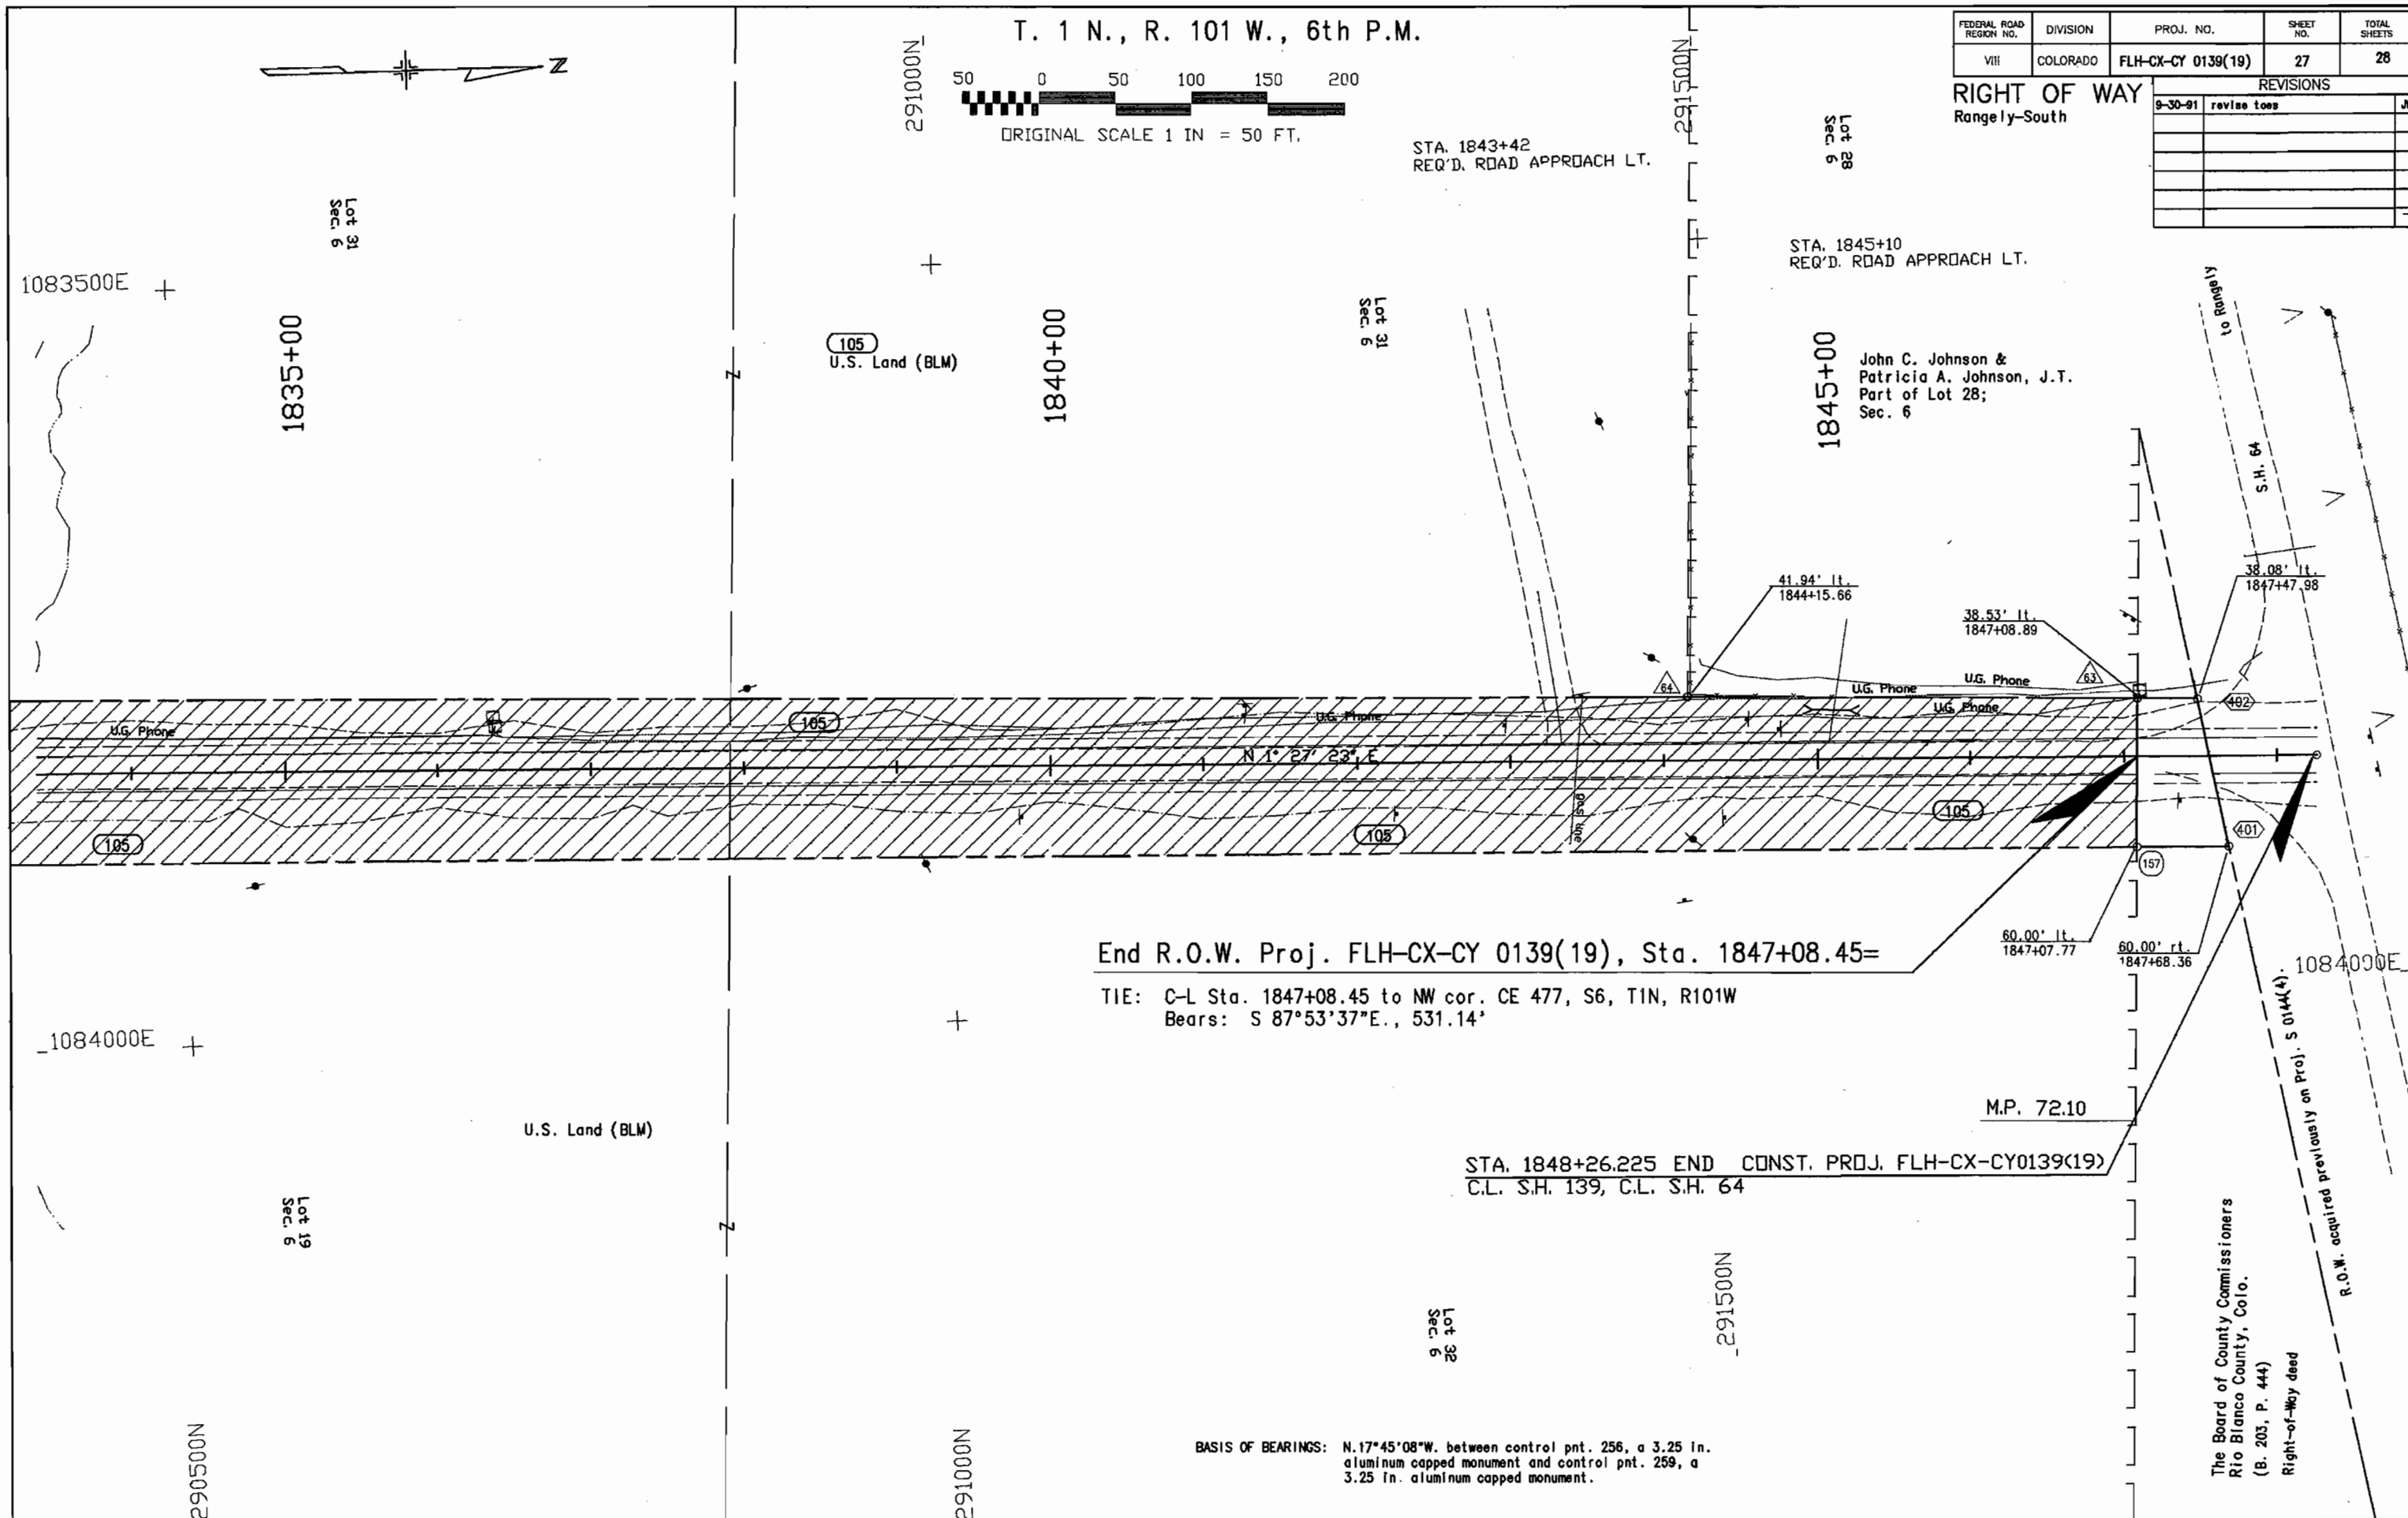 T. 1 N., R. 101 W., 6th P.M.
FEDERAL ROAD REGION NO.
DIVISION
PROJ. NO.
SHEET NO.
TOTAL SHEETS
VIII
COLORADO
FLH-CX-CY 0139(19)
27
28
RIGHT OF WAY
Rangely-South
REVISIONS
9-30-91 revise toes
N
50 0 50 100 150 200
ORIGINAL SCALE 1 IN = 50 FT.
291000N
291500N
STA. 1843+42
REQ'D. ROAD APPROACH LT.
Lot 28
Sec. 6
STA. 1845+10
REQ'D. ROAD APPROACH LT.
Lot 31
Sec. 6
1083500E
1835+00
105
U.S. Land (BLM)
1840+00
Lot 31
Sec. 6
1845+00
John C. Johnson &
Patricia A. Johnson, J.T.
Part of Lot 28;
Sec. 6
to Rangely
S.H. 64
41.94' lt.
1844+15.66
38.53' lt.
1847+08.89
38.08' lt.
1847+47.98
64
63
U.G. Phone
U.G. Phone
402
U.G. Phone
105
U.G. Phone
U.G. Phone
N 1° 27' 23" E
105
105
105
gas line
401
157
60.00' lt.
1847+07.77
60.00' rt.
1847+68.36
End R.O.W. Proj. FLH-CX-CY 0139(19), Sta. 1847+08.45=
TIE: C-L Sta. 1847+08.45 to NW cor. CE 477, S6, T1N, R101W
Bears: S 87°53'37"E., 531.14'
1084000E
1084000E
M.P. 72.10
STA. 1848+26.225 END CONST. PROJ. FLH-CX-CY0139(19)
C.L. S.H. 139, C.L. S.H. 64
U.S. Land (BLM)
Lot 19
Sec. 6
Lot 32
Sec. 6
291500N
R.O.W. acquired previously on Proj. S 0144(4).
The Board of County Commissioners
Rio Blanco County, Colo.
(B. 203, P. 444)
Right-of-Way deed
290500N
291000N
BASIS OF BEARINGS: N.17°45'08"W. between control pnt. 256, a 3.25 in.
aluminum capped monument and control pnt. 259, a
3.25 in. aluminum capped monument.